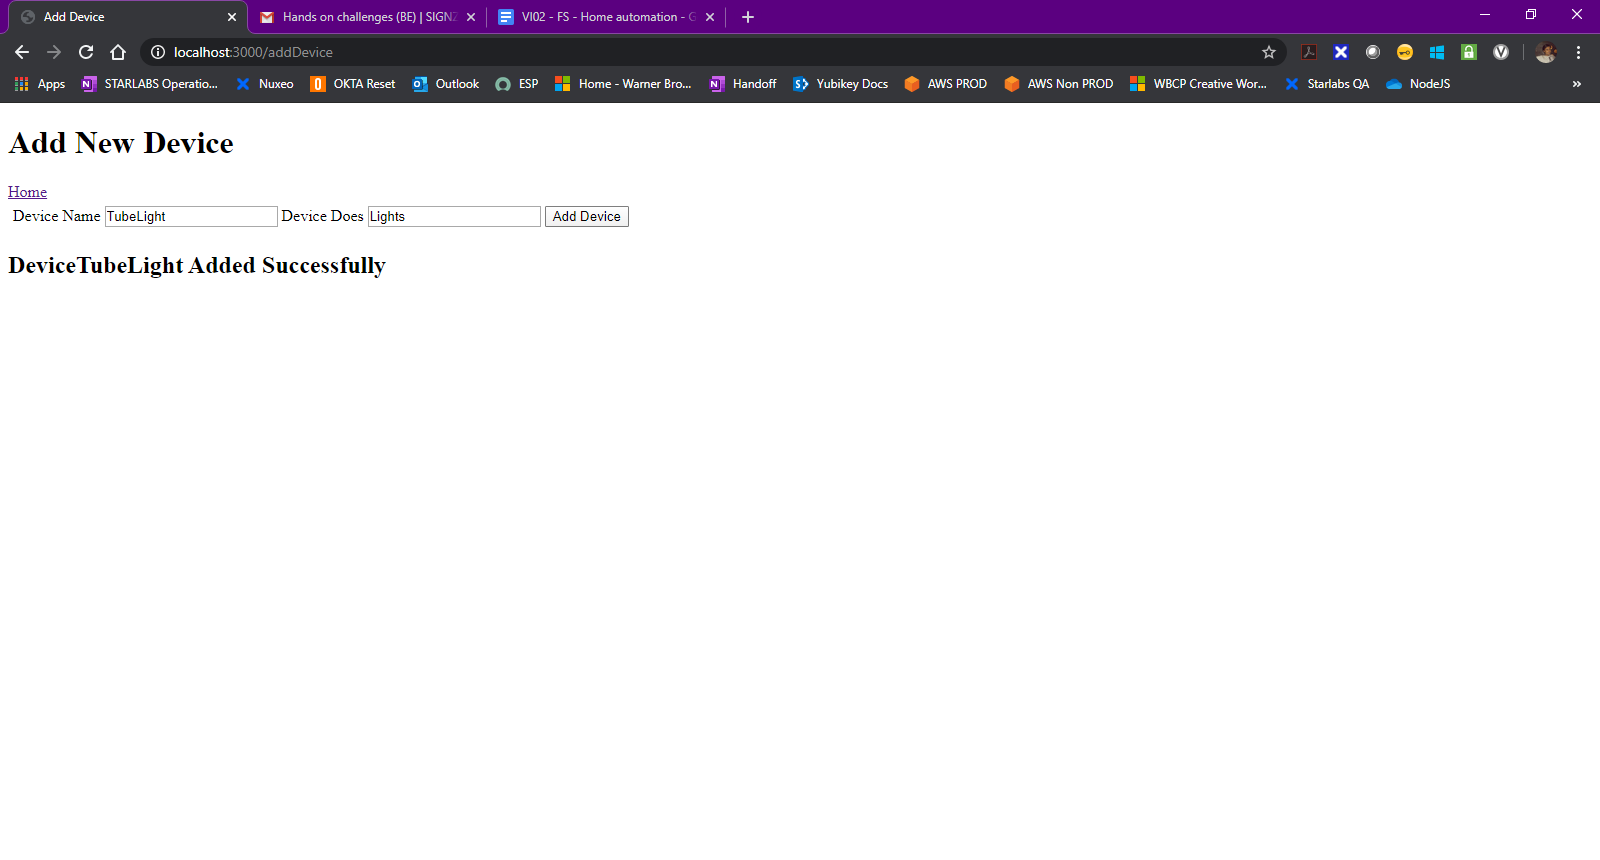 Add Device
Hands on challenges (BE) | SIGNZ
VI02 - FS - Home automation - G
localhost:3000/addDevice
Apps
STARLABS Operatio...
Nuxeo
OKTA Reset
Outlook
ESP
Home - Warner Bro...
Handoff
Yubikey Docs
AWS PROD
AWS Non PROD
WBCP Creative Wor...
Starlabs QA
NodeJS
Add New Device
Home
Device Name TubeLight Device Does Lights Add Device
DeviceTubeLight Added Successfully